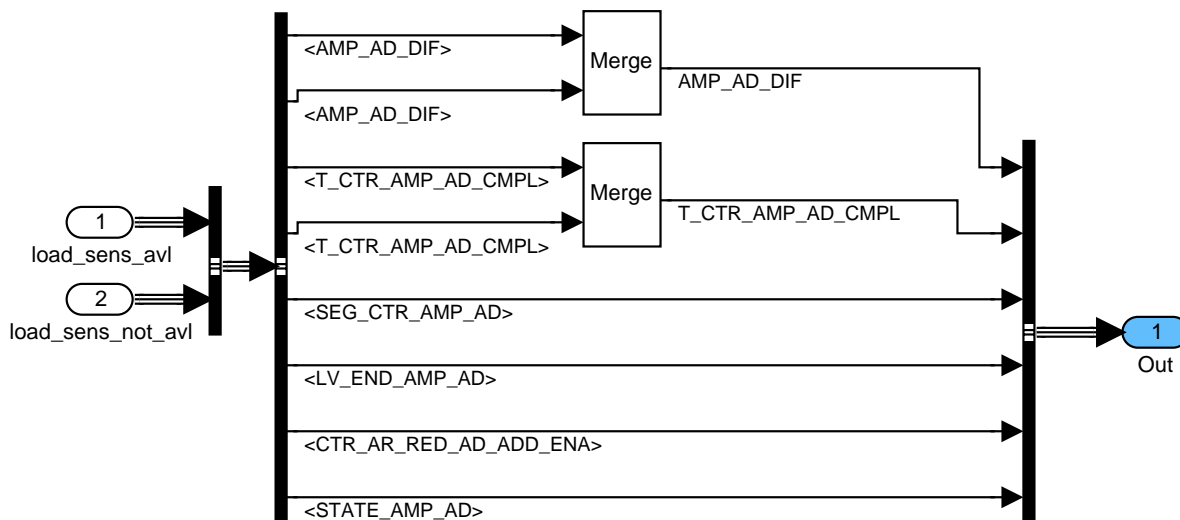 <AMP_AD_DIF>
Merge
AMP_AD_DIF
<AMP_AD_DIF>
<T_CTR_AMP_AD_CMPL>
Merge
T_CTR_AMP_AD_CMPL
<T_CTR_AMP_AD_CMPL>
1
load_sens_avl
2
load_sens_not_avl
<SEG_CTR_AMP_AD>
1
Out
<LV_END_AMP_AD>
<CTR_AR_RED_AD_ADD_ENA>
<STATE_AMP_AD>